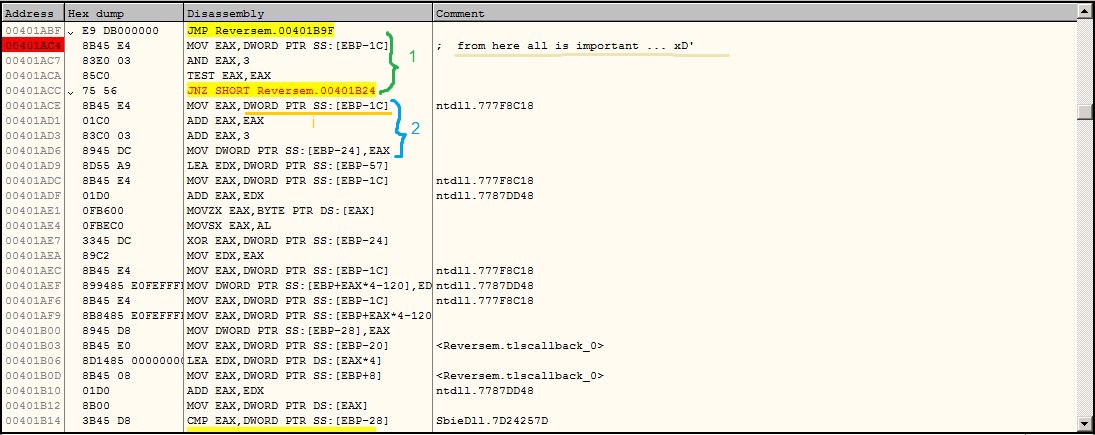 Address Hex dump Disassembly Comment
00401ABF E9 DB000000 JMP Reversem.00401B9F
00401AC4 8B45 E4 MOV EAX,DWORD PTR SS:[EBP-1C] ; from here all is important ... xD'
00401AC7 83E0 03 AND EAX,3 1
00401ACA 85C0 TEST EAX,EAX
00401ACC 75 56 JNZ SHORT Reversem.00401B24
00401ACE 8B45 E4 MOV EAX,DWORD PTR SS:[EBP-1C] ntdll.777F8C18
00401AD1 01C0 ADD EAX,EAX i 2
00401AD3 83C0 03 ADD EAX,3
00401AD6 8945 DC MOV DWORD PTR SS:[EBP-24],EAX
00401AD9 8D55 A9 LEA EDX,DWORD PTR SS:[EBP-57]
00401ADC 8B45 E4 MOV EAX,DWORD PTR SS:[EBP-1C] ntdll.777F8C18
00401ADF 01D0 ADD EAX,EDX ntdll.7787DD48
00401AE1 0FB600 MOVZX EAX,BYTE PTR DS:[EAX]
00401AE4 0FBEC0 MOVSX EAX,AL
00401AE7 3345 DC XOR EAX,DWORD PTR SS:[EBP-24]
00401AEA 89C2 MOV EDX,EAX
00401AEC 8B45 E4 MOV EAX,DWORD PTR SS:[EBP-1C] ntdll.777F8C18
00401AEF 899485 E0FEFFF MOV DWORD PTR SS:[EBP+EAX*4-120],ED ntdll.7787DD48
00401AF6 8B45 E4 MOV EAX,DWORD PTR SS:[EBP-1C] ntdll.777F8C18
00401AF9 8B8485 E0FEFFF MOV EAX,DWORD PTR SS:[EBP+EAX*4-120
00401B00 8945 D8 MOV DWORD PTR SS:[EBP-28],EAX
00401B03 8B45 E0 MOV EAX,DWORD PTR SS:[EBP-20] <Reversem.tlscallback_0>
00401B06 8D1485 0000000 LEA EDX,DWORD PTR DS:[EAX*4]
00401B0D 8B45 08 MOV EAX,DWORD PTR SS:[EBP+8] <Reversem.tlscallback_0>
00401B10 01D0 ADD EAX,EDX ntdll.7787DD48
00401B12 8B00 MOV EAX,DWORD PTR DS:[EAX]
00401B14 3B45 D8 CMP EAX,DWORD PTR SS:[EBP-28] SbieDll.7D24257D